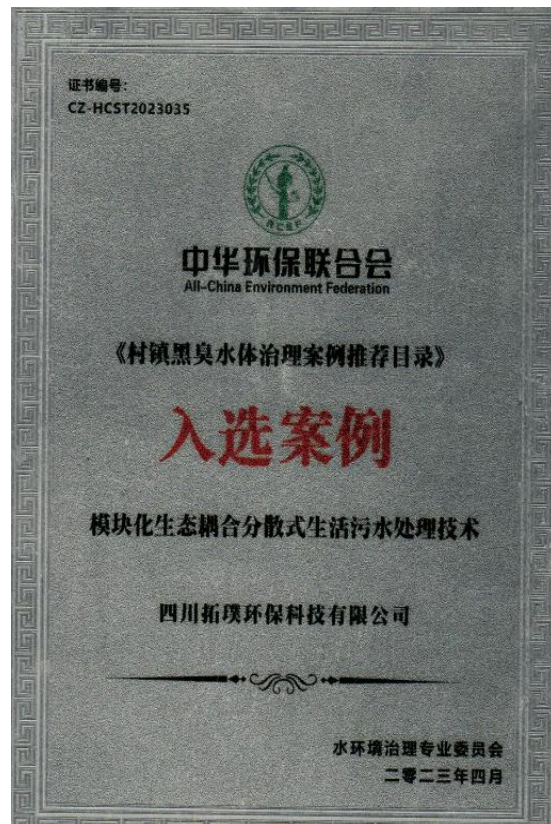 证书编号：
CZ-HCST2023035
ACEF
中华环保联合会
All-China Environment Federation
《村镇黑臭水体治理案例推荐目录》
入选案例
模块化生态耦合分散式生活污水处理技术
四川拓璞环保科技有限公司
水环境治理专业委员会
二零二三年四月